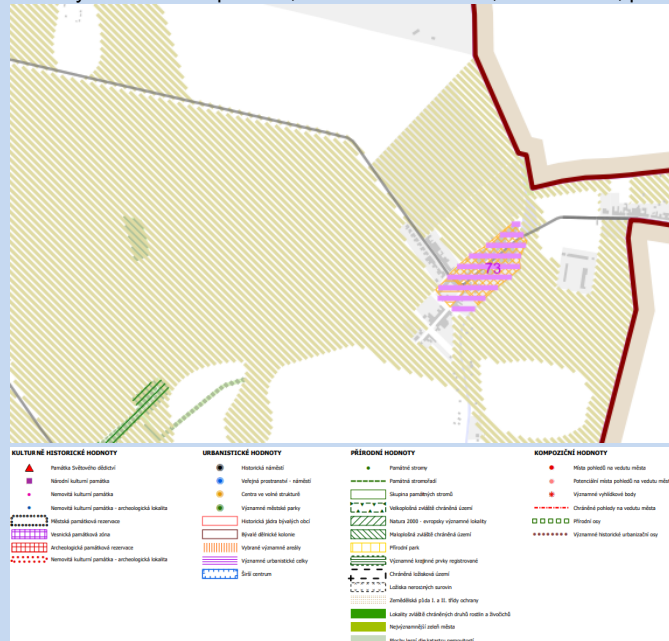 73
KULTURNĚ HISTORICKÉ HODNOTY
Památka Světového dědictví
Národní kulturní památka
Nemovitá kulturní památka
Nemovitá kulturní památka - archeologická lokalita
Městská památková rezervace
Vesnická památková zóna
Archeologická památková rezervace
Nemovitá kulturní památka - archeologická lokalita
URBANISTICKÉ HODNOTY
Historická náměstí
Veřejná prostranství - náměstí
Centra ve volné struktuře
Významné městské parky
Historická jádra bývalých obcí
Bývalé dělnické kolonie
Vybrané významné areály
Významné urbanistické celky
Širší centrum
PŘÍRODNÍ HODNOTY
Památné stromy
Památné stromořadí
Skupina památných stromů
Velkoplošná zvláště chráněná území
Natura 2000 - evropsky významné lokality
Maloplošná zvláště chráněná území
Přírodní park
Významné krajinné prvky registrované
Chráněná ložisková území
Ložiska nerostných surovin
Zemědělská půda I. a II. třídy ochrany
Lokality zvláště chráněných druhů rostlin a živočichů
Nejvýznamnější zeleň města
KOMPOZIČNÍ HODNOTY
Místa pohledů na vedutu města
Potenciální místa pohledů na vedutu měst
Významné vyhlídkové body
Chráněné pohledy na vedutu města
Přírodní osy
Významné historické urbanizační osy